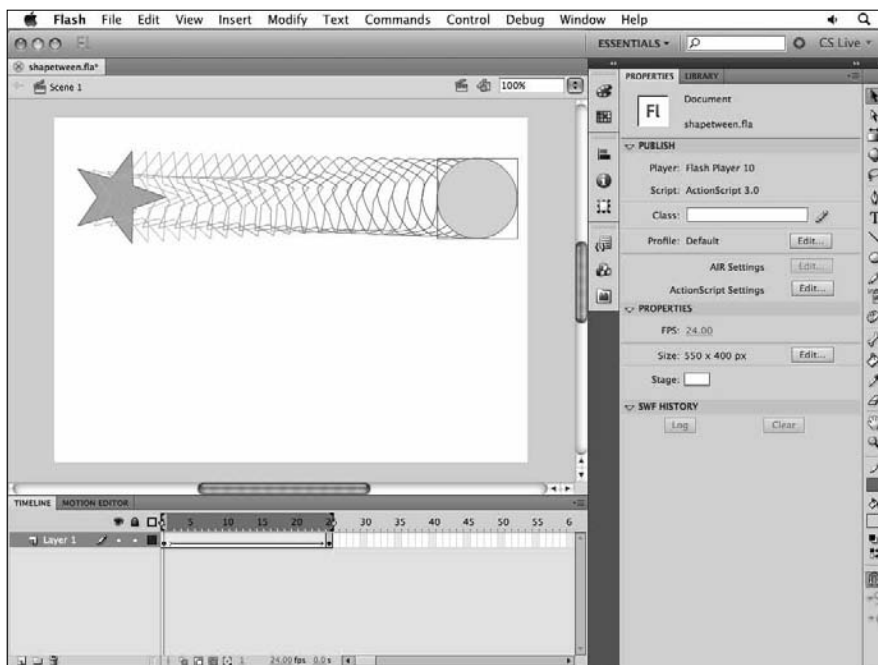 Flash File Edit View Insert Modify Text Commands Control Debug Window Help
Fl ESSENTIALS CS Live
shapetween.fla*
Scene 1 100%
PROPERTIES LIBRARY
Fl Document
shapetween.fla
PUBLISH
Player: Flash Player 10
Script: ActionScript 3.0
Class:
Profile: Default Edit...
AIR Settings Edit...
ActionScript Settings Edit...
PROPERTIES
FPS: 24.00
Size: 550 x 400 px Edit...
Stage:
SWF HISTORY
Log Clear
TIMELINE MOTION EDITOR
5 10 15 20 25 30 35 40 45 50 55 6
Layer 1
1 24.00 fps 0.0 s